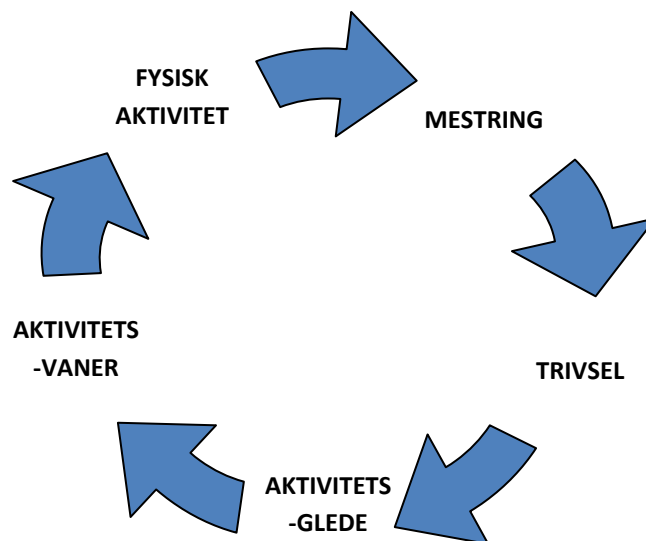 FYSISK
AKTIVITET
MESTRING
TRIVSEL
AKTIVITETS
-GLEDE
AKTIVITETS
-VANER